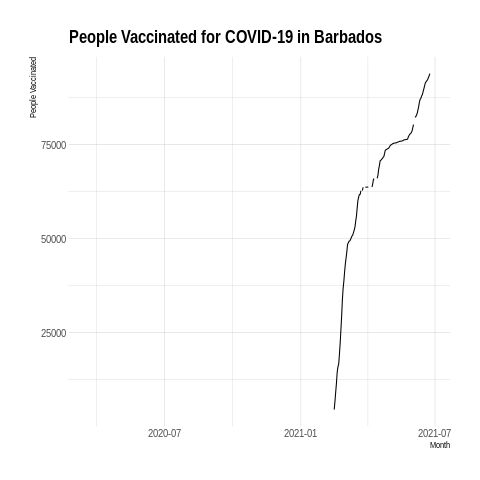 People Vaccinated for COVID-19 in Barbados
People Vaccinated
75000
50000
25000
2020-07
2021-01
2021-07
Month